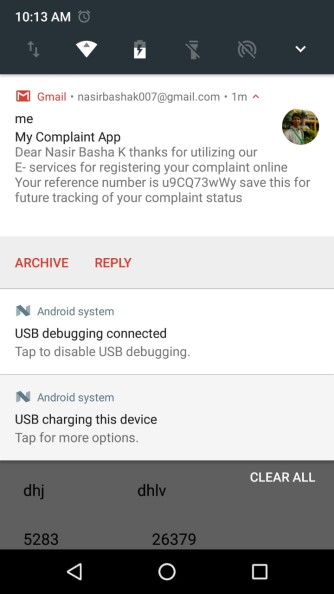 10:13 AM
Gmail • nasirbashak007@gmail.com • 1m
me
My Complaint App
Dear Nasir Basha K thanks for utilizing our
E- services for registering your complaint online
Your reference number is u9CQ73wWy save this for
future tracking of your complaint status
ARCHIVE REPLY
Android system
USB debugging connected
Tap to disable USB debugging.
Android system
USB charging this device
Tap for more options.
CLEAR ALL
dhj dhlv
5283 26379